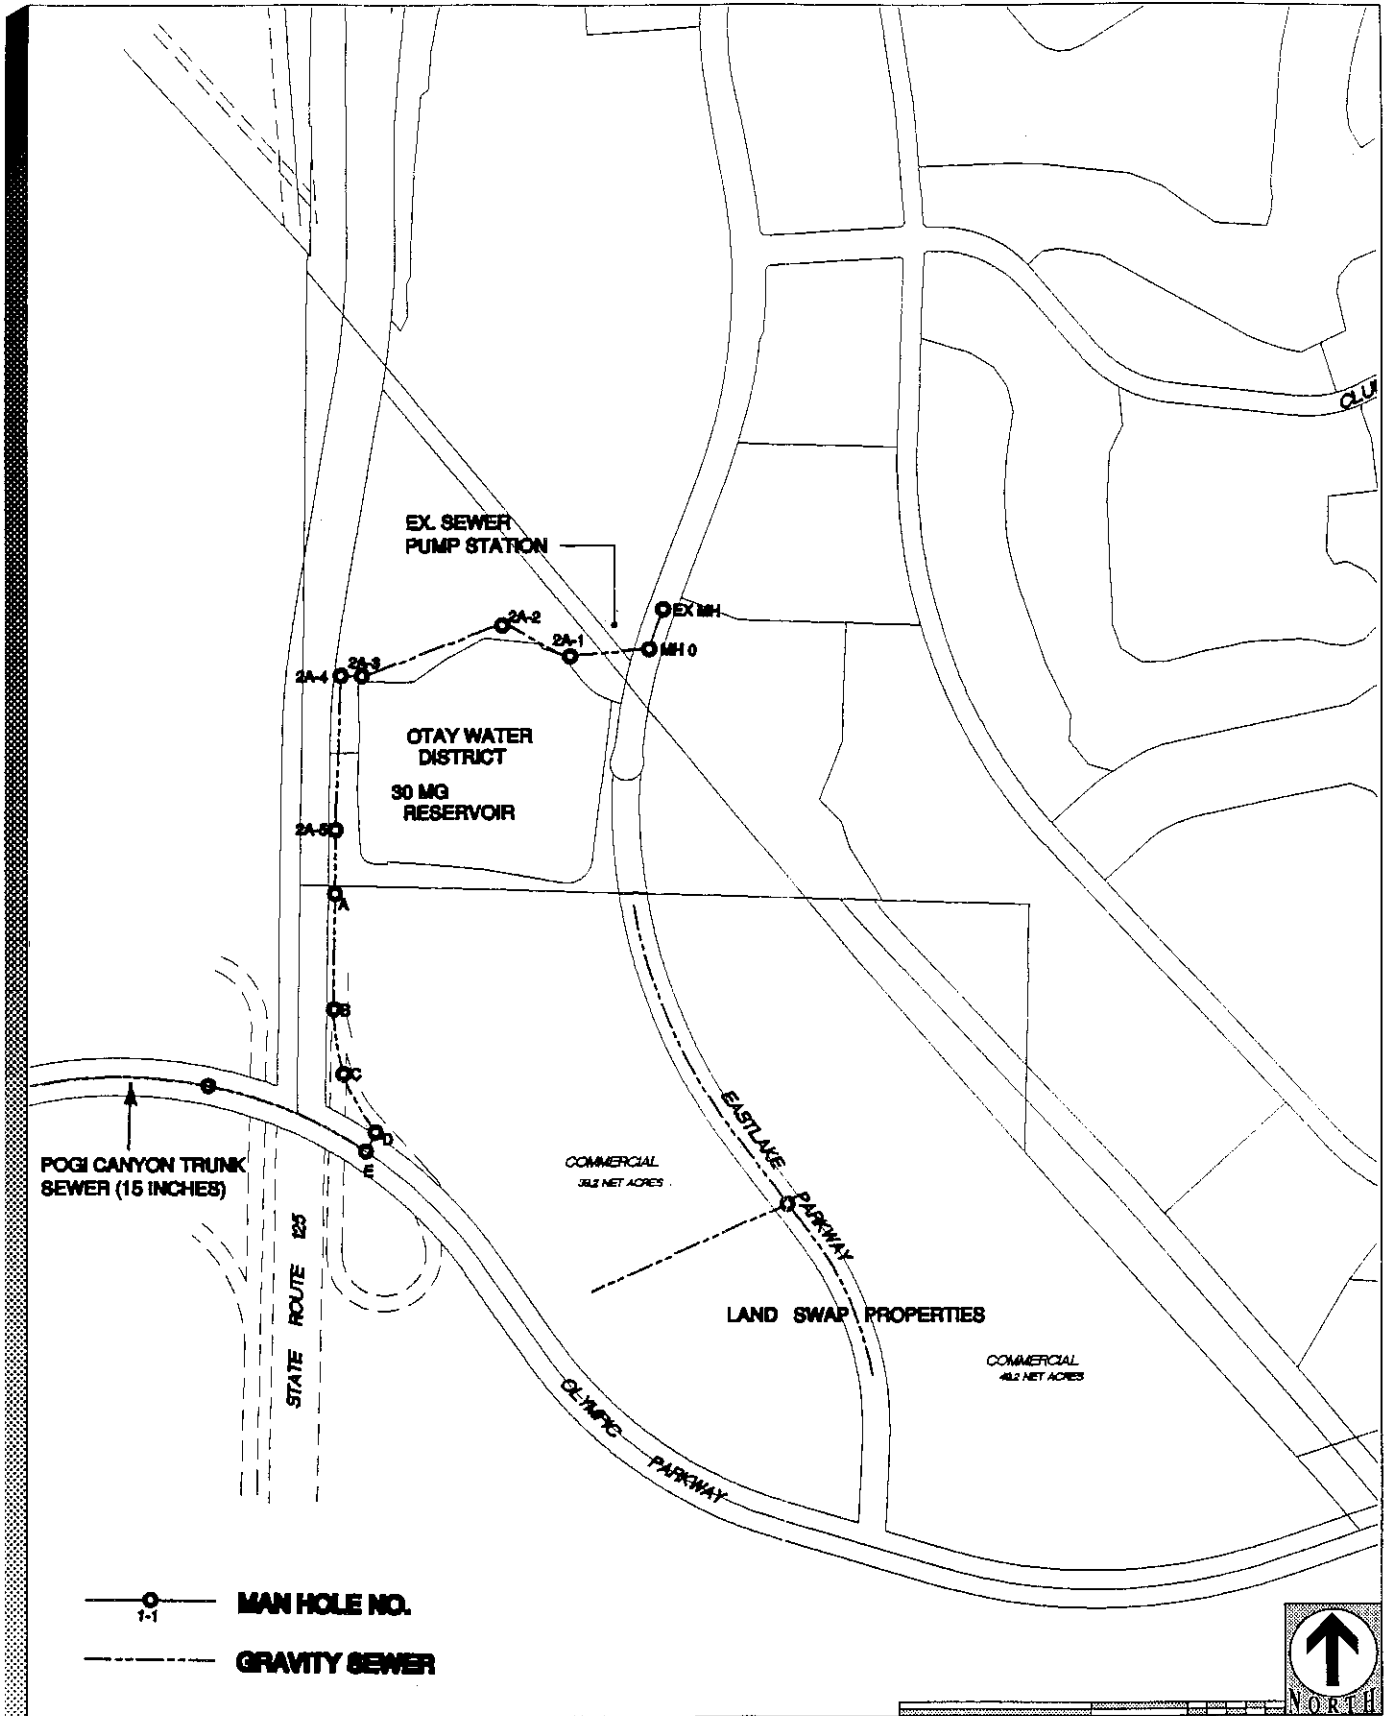 CLU
EX. SEWER
PUMP STATION
EX MH
2A-2
2A-1
MH 0
2A-3
2A-4
OTAY WATER
DISTRICT
30 MG
RESERVOIR
2A-5
A
B
C
D
E
POGI CANYON TRUNK
SEWER (15 INCHES)
EASTLAKE PARKWAY
COMMERCIAL
STATE ROUTE 125
LAND SWAP PROPERTIES
COMMERCIAL
OLYMPIC PARKWAY
1-1
MAN HOLE NO.
GRAVITY SEWER
NORTH